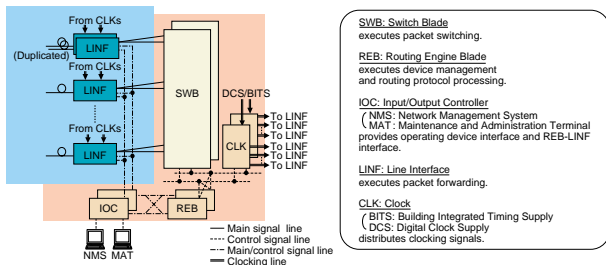 From CLKs
LINF
(Duplicated)
From CLKs
LINF
From CLKs
LINF
SWB
DCS/BITS
CLK
To LINF
To LINF
To LINF
To LINF
To LINF
To LINF
IOC
REB
NMS MAT
Main signal line
Control signal line
Main/control signal line
Clocking line
SWB: Switch Blade
executes packet switching.
REB: Routing Engine Blade
executes device management
and routing protocol processing.
IOC: Input/Output Controller
NMS: Network Management System
MAT: Maintenance and Administration Terminal
provides operating device interface and REB-LINF
interface.
LINF: Line Interface
executes packet forwarding.
CLK: Clock
BITS: Building Integrated Timing Supply
DCS: Digital Clock Supply
distributes clocking signals.